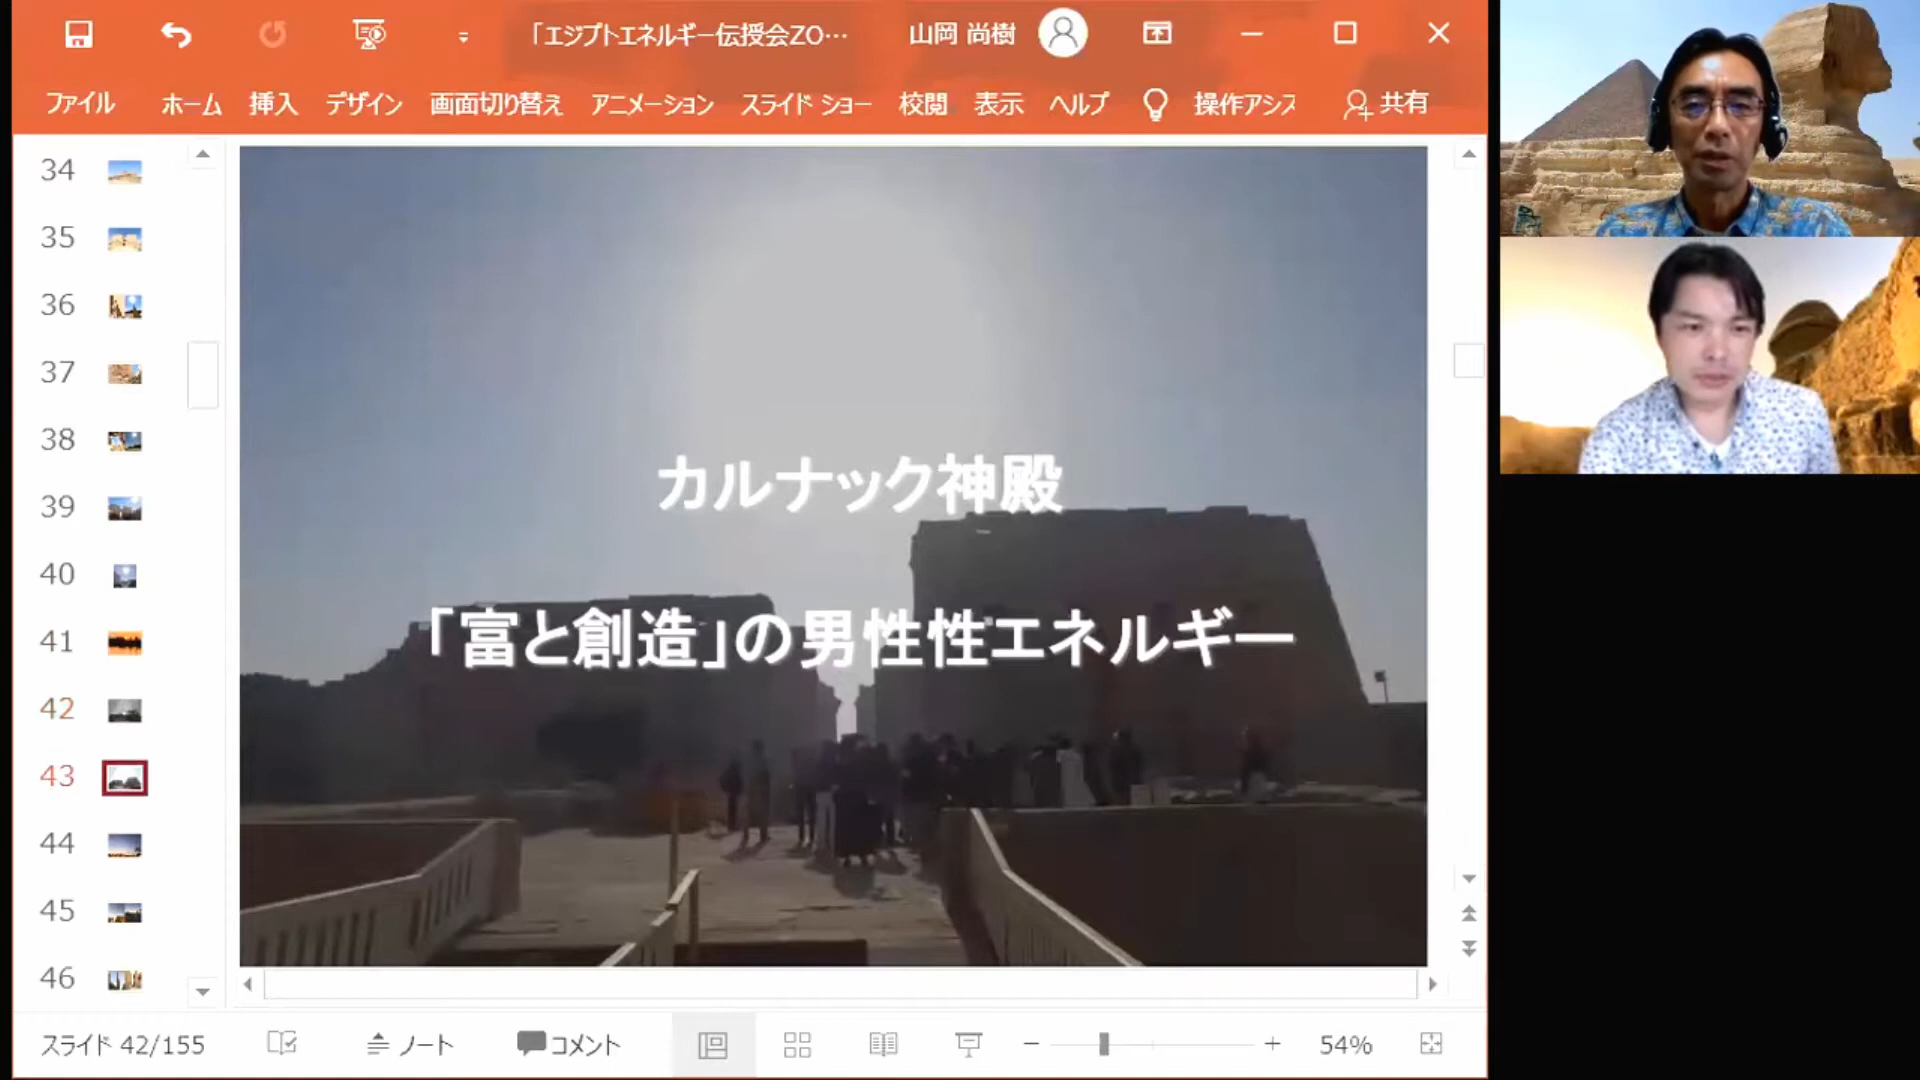 「エジプトエネルギー伝授会ZO… 山岡 尚樹
ファイル ホーム 挿入 デザイン 画面切り替え アニメーション スライド ショー 校閲 表示 ヘルプ 操作アシス 共有
34
35
36
37
38
39
40
41
42
43
44
45
46
カルナック神殿
「富と創造」の男性性エネルギー
スライド 42/155 ノート コメント 54%